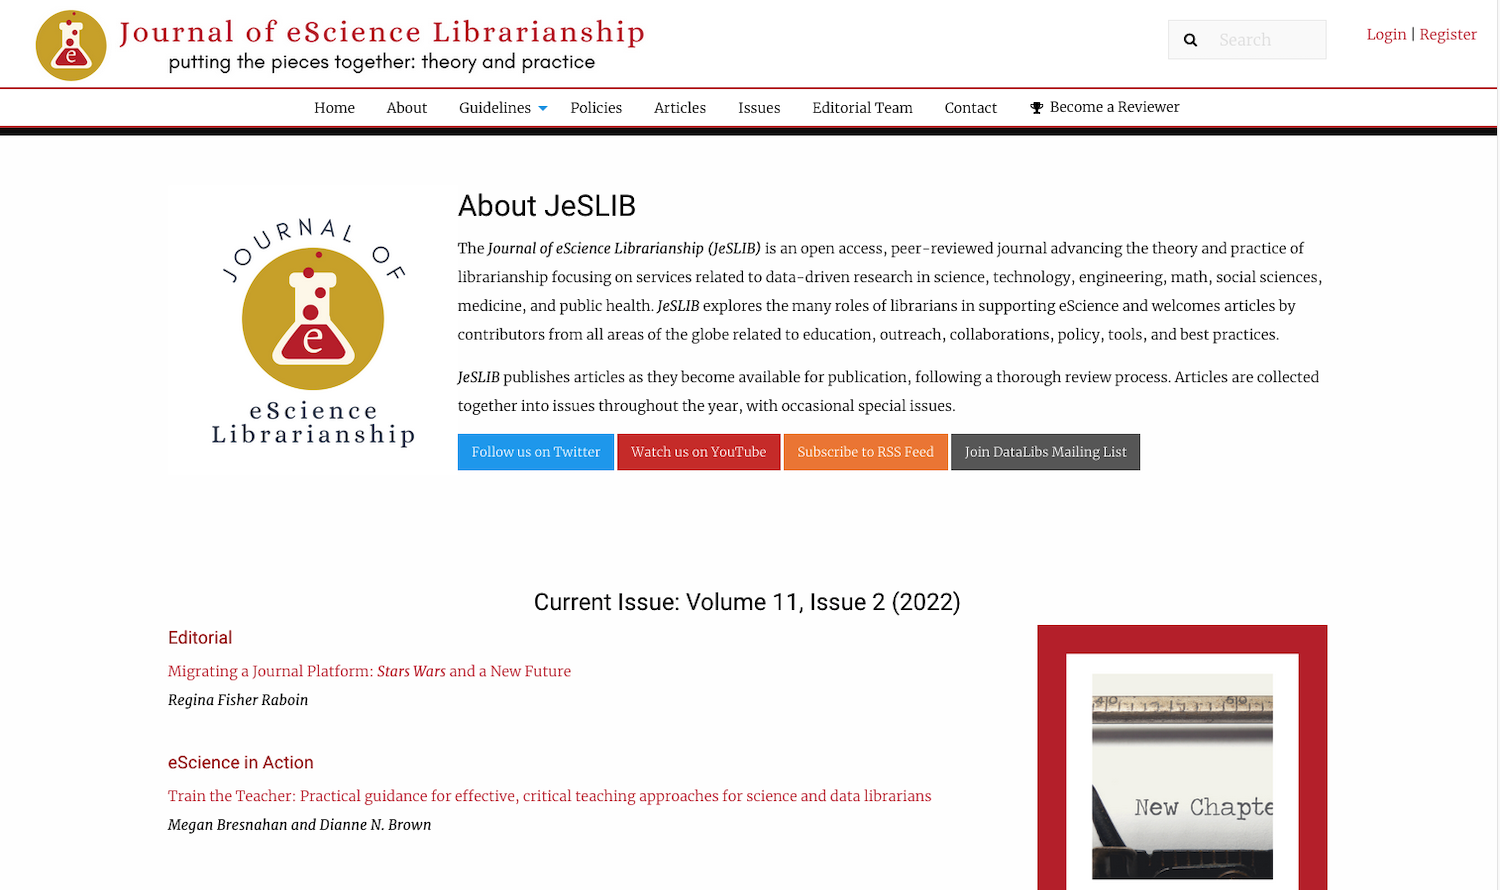 Journal of eScience Librarianship
putting the pieces together: theory and practice
e
Search
Login | Register
Home About Guidelines Policies Articles Issues Editorial Team Contact Become a Reviewer
JOURNAL OF
e
eScience
Librarianship
About JeSLIB
The Journal of eScience Librarianship (JeSLIB) is an open access, peer-reviewed journal advancing the theory and practice of
librarianship focusing on services related to data-driven research in science, technology, engineering, math, social sciences,
medicine, and public health. JeSLIB explores the many roles of librarians in supporting eScience and welcomes articles by
contributors from all areas of the globe related to education, outreach, collaborations, policy, tools, and best practices.
JeSLIB publishes articles as they become available for publication, following a thorough review process. Articles are collected
together into issues throughout the year, with occasional special issues.
Follow us on Twitter Watch us on YouTube Subscribe to RSS Feed Join DataLibs Mailing List
Current Issue: Volume 11, Issue 2 (2022)
Editorial
Migrating a Journal Platform: Stars Wars and a New Future
Regina Fisher Raboin
eScience in Action
Train the Teacher: Practical guidance for effective, critical teaching approaches for science and data librarians
Megan Bresnahan and Dianne N. Brown
New Chapte